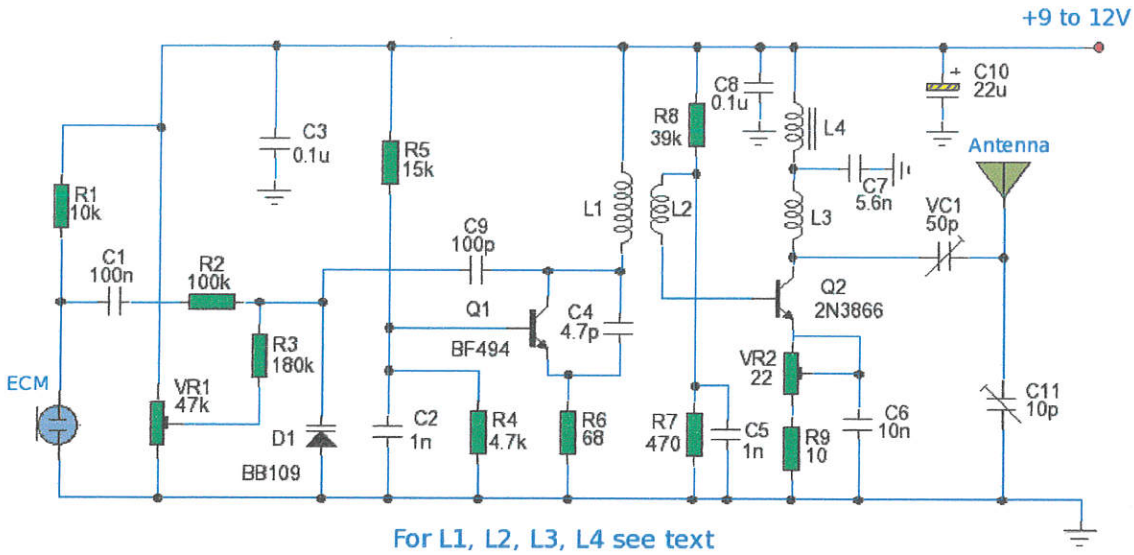 +9 to 12V
C10
+
22u
C8
0.1u
R8
39k
L4
C3
0.1u
R5
15k
Antenna
C7
5.6n
R1
10k
L1
L2
L3
VC1
50p
C9
100p
C1
100n
R2
100k
Q1
BF494
C4
4.7p
Q2
2N3866
R3
180k
ECM
VR1
47k
VR2
22
C11
10p
D1
BB109
C2
1n
R4
4.7k
R6
68
R7
470
C5
1n
R9
10
C6
10n
For L1, L2, L3, L4 see text